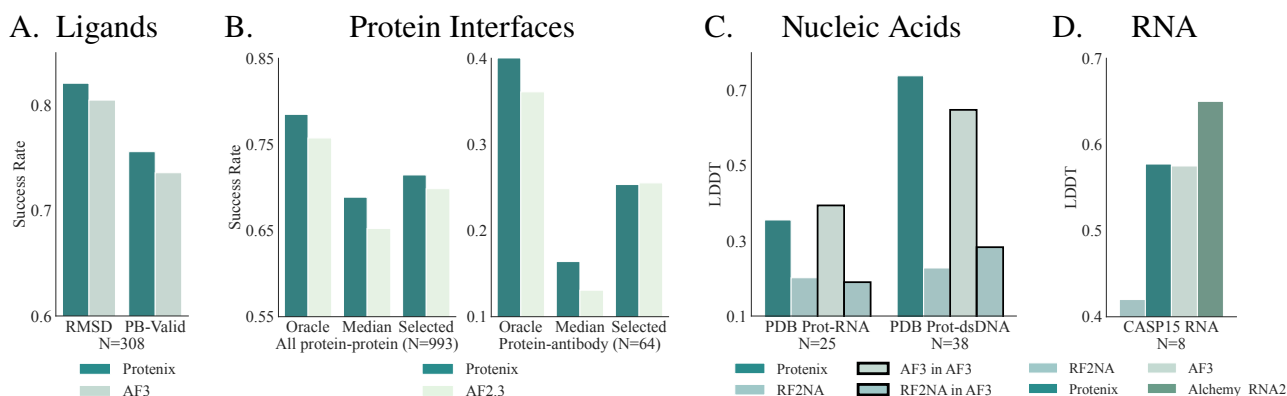 A. Ligands
B. Protein Interfaces
C. Nucleic Acids
D. RNA
Success Rate
0.8
0.7
0.6
RMSD PB-Valid
N=308
Protenix
AF3
Success Rate
0.85
0.75
0.65
0.55
Oracle Median Selected
All protein-protein (N=993)
0.4
0.3
0.2
0.1
Oracle Median Selected
Protein-antibody (N=64)
Protenix
AF2.3
LDDT
0.7
0.5
0.3
0.1
PDB Prot-RNA PDB Prot-dsDNA
N=25 N=38
Protenix
RF2NA
AF3 in AF3
RF2NA in AF3
LDDT
0.7
0.6
0.5
0.4
CASP15 RNA
N=8
RF2NA
Protenix
AF3
Alchemy_RNA2